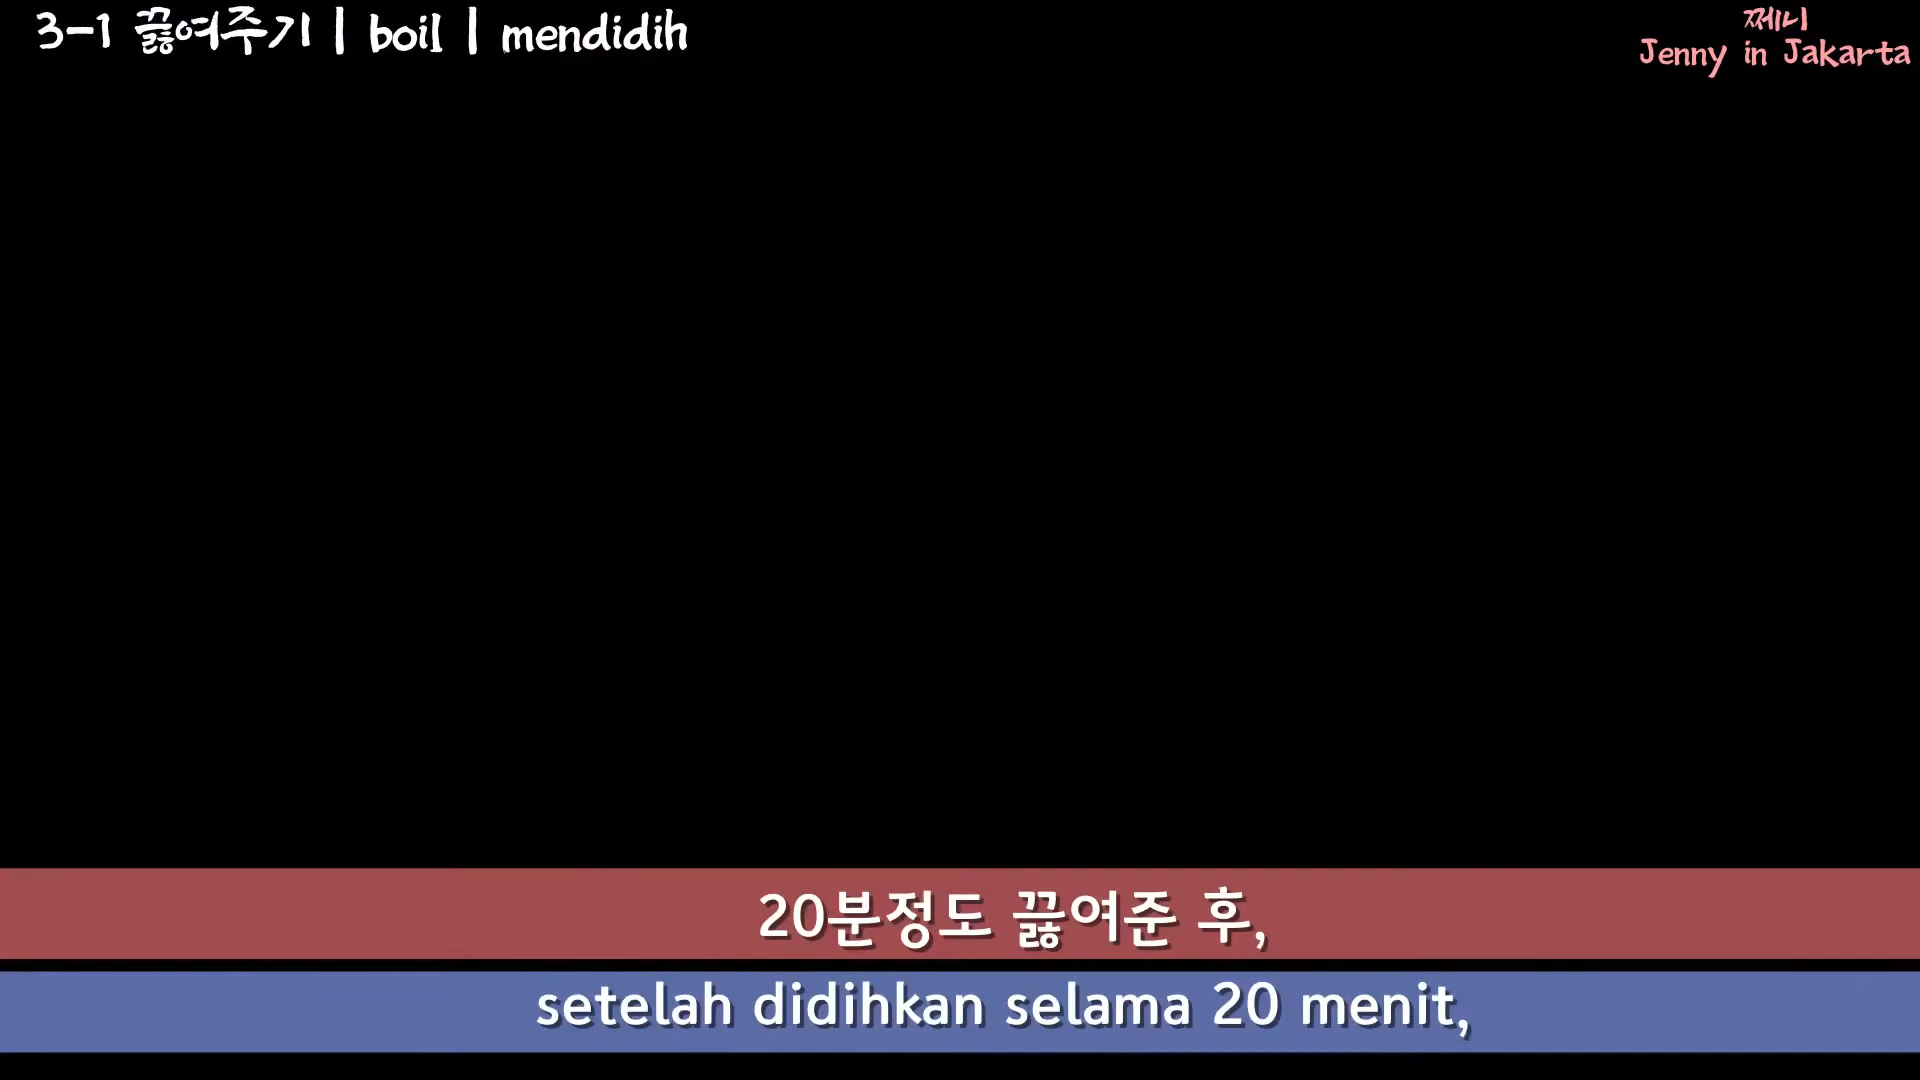 3-1 끓여주기 | boil | mendidih
쩨니
Jenny in Jakarta
20분정도 끓여준 후,
setelah didihkan selama 20 menit,